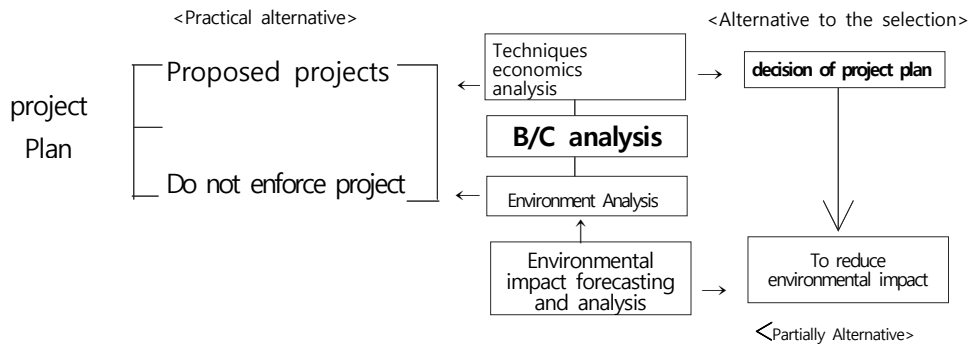 <Practical alternative>
<Alternative to the selection>
project
Plan
Proposed projects
Do not enforce project
Techniques
economics
analysis
B/C analysis
Environment Analysis
Environmental
impact forecasting
and analysis
decision of project plan
To reduce
environmental impact
<Partially Alternative>